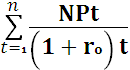 n
∑ NPt / (1 + r₀) t
t=₁